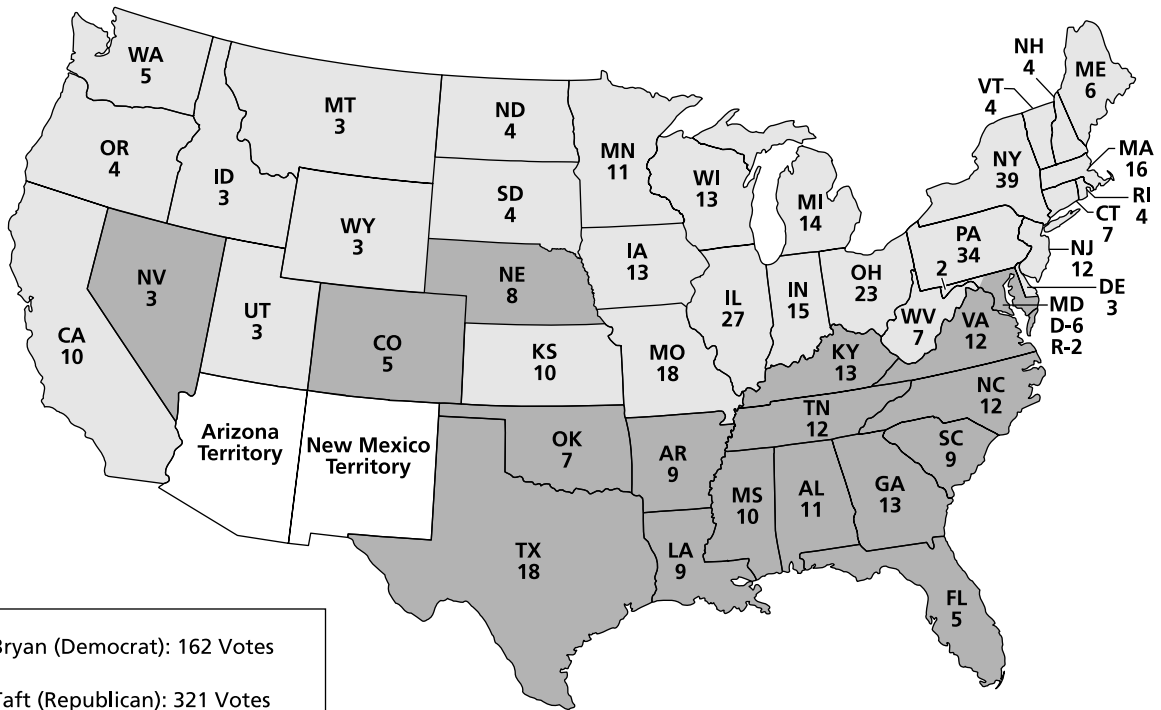 WA
5
OR
4
CA
10
NV
3
ID
3
MT
3
WY
3
UT
3
CO
5
Arizona
Territory
New Mexico
Territory
ND
4
SD
4
NE
8
KS
10
OK
7
TX
18
MN
11
IA
13
MO
18
AR
9
LA
9
WI
13
IL
27
MI
14
IN
15
OH
23
KY
13
TN
12
MS
10
AL
11
GA
13
FL
5
SC
9
NC
12
VA
12
WV
7
2
PA
34
NY
39
VT
4
NH
4
ME
6
MA
16
RI
4
CT
7
NJ
12
DE
3
MD
D-6
R-2
Bryan (Democrat): 162 Votes
Taft (Republican): 321 Votes